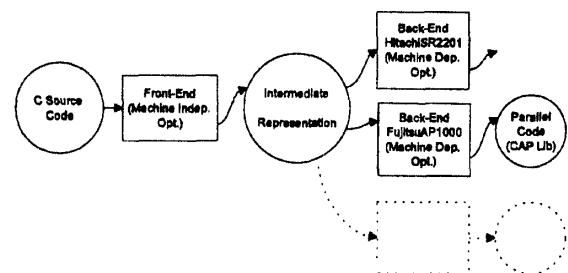 C Source
Code
Front-End
(Machine Indep.
Opt.)
Intermediate
Representation
Back-End
HitachiSR2201
(Machine Dep.
Opt.)
Back-End
FujitsuAP1000
(Machine Dep.
Opt.)
Parallel
Code
(CAP Lib)